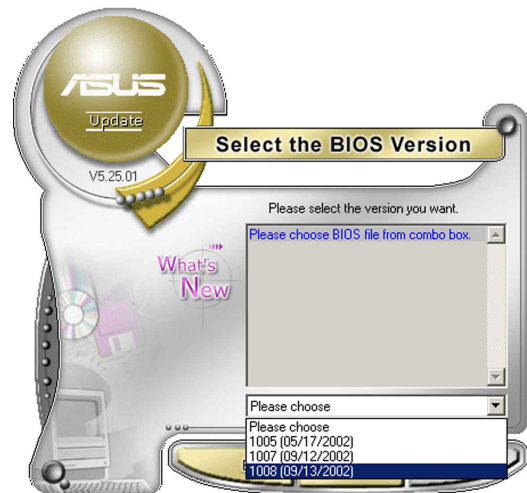 ASUS
Update
V5.25.01
Select the BIOS Version
Please select the version you want.
Please choose BIOS file from combo box.
What's
New
Please choose
Please choose
1005 (05/17/2002)
1007 (09/12/2002)
1008 (09/13/2002)